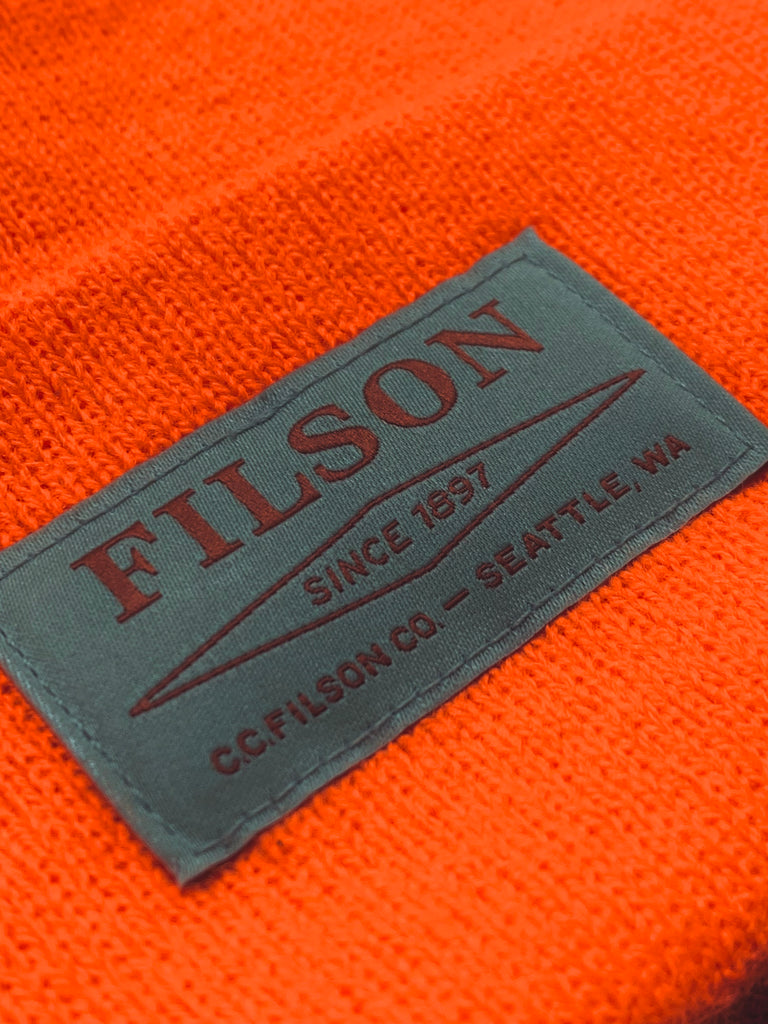 FILSON
SINCE 1897
C.C.FILSON CO. — SEATTLE, WA